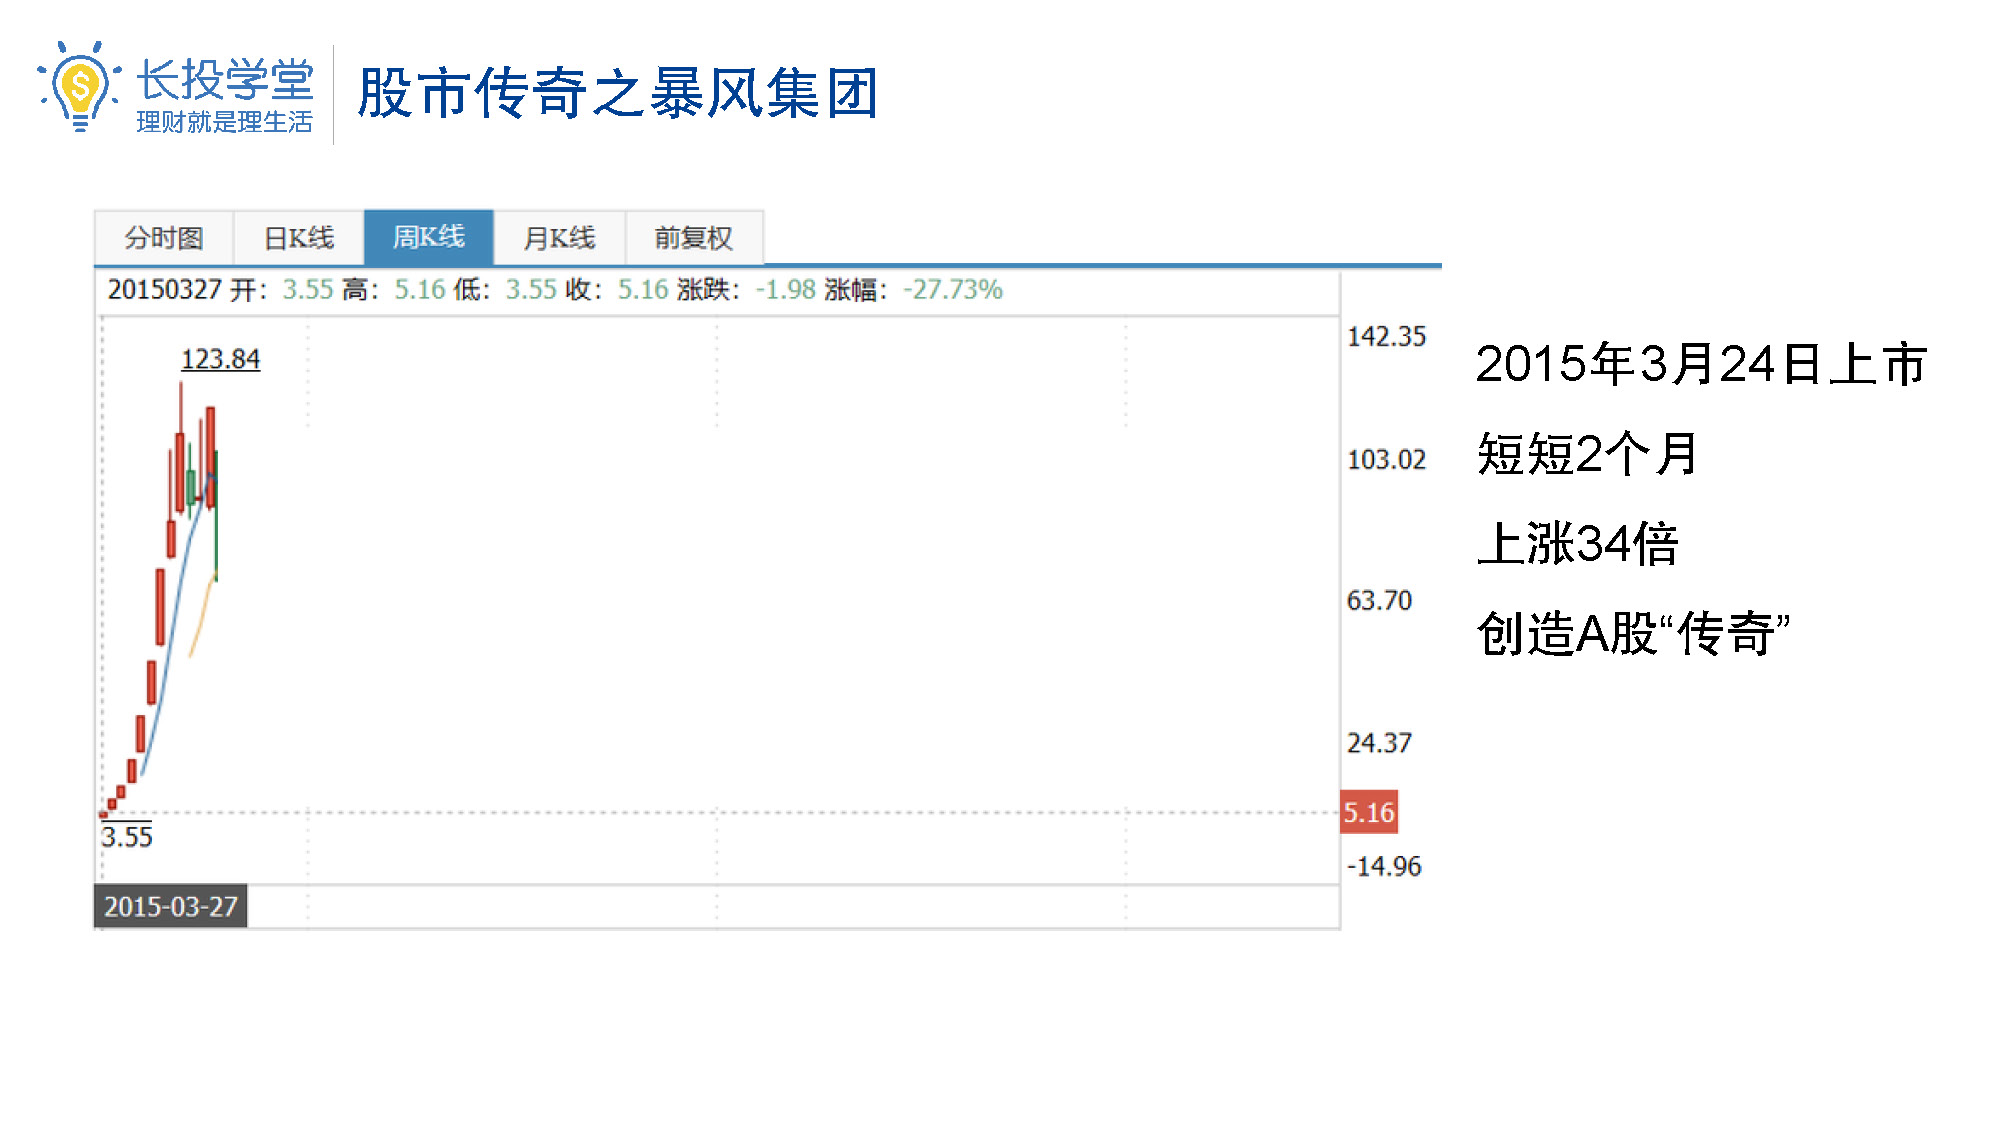 长投学堂
理财就是理生活
股市传奇之暴风集团
分时图 日K线 周K线 月K线 前复权
20150327 开: 3.55 高: 5.16 低: 3.55 收: 5.16 涨跌: -1.98 涨幅: -27.73%
142.35
123.84
103.02
63.70
24.37
5.16
3.55
-14.96
2015-03-27
2015年3月24日上市
短短2个月
上涨34倍
创造A股“传奇”